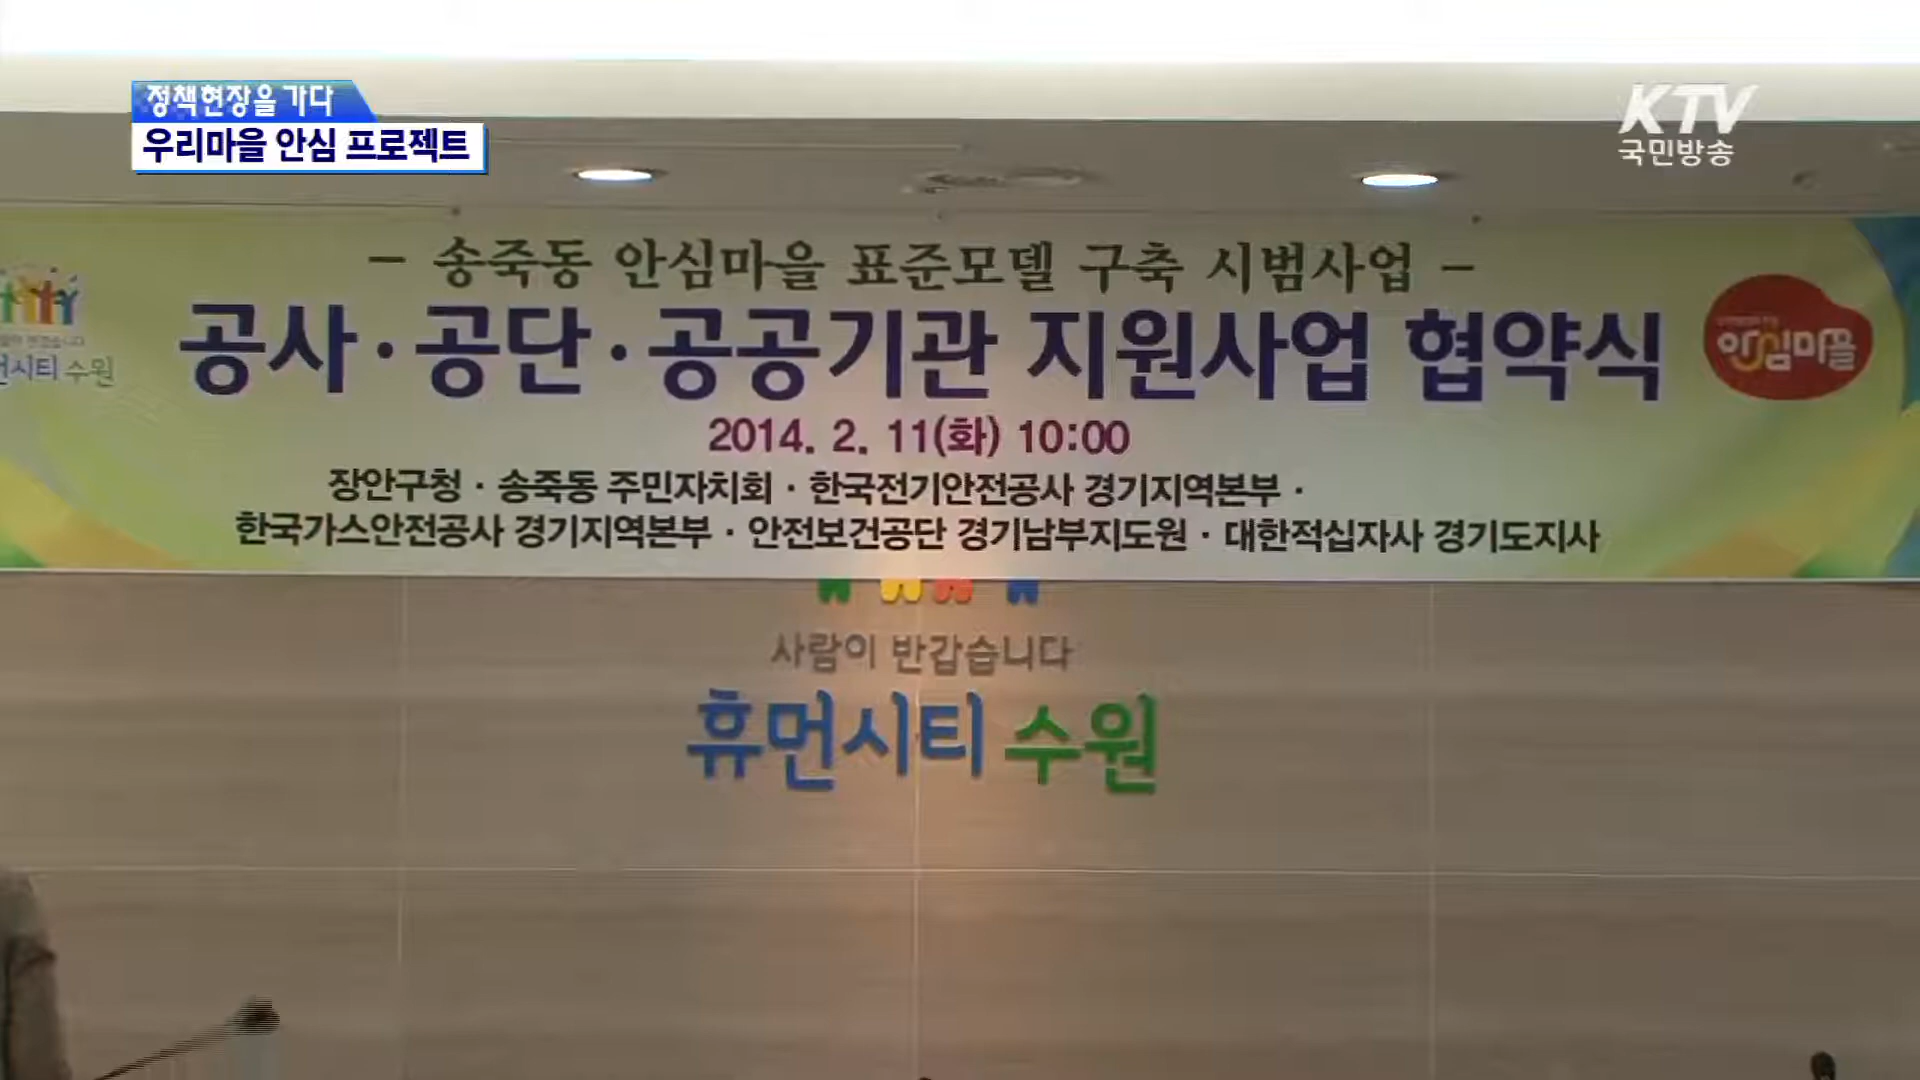 정책현장을 가다
우리마을 안심 프로젝트
KTV
국민방송
- 송죽동 안심마을 표준모델 구축 시범사업 -
공사·공단·공공기관 지원사업 협약식
시티 수원
안심마을
2014. 2. 11(화) 10:00
장안구청 · 송죽동 주민자치회 · 한국전기안전공사 경기지역본부 ·
한국가스안전공사 경기지역본부 · 안전보건공단 경기남부지도원 · 대한적십자사 경기도지사
사람이 반갑습니다
휴먼시티 수원